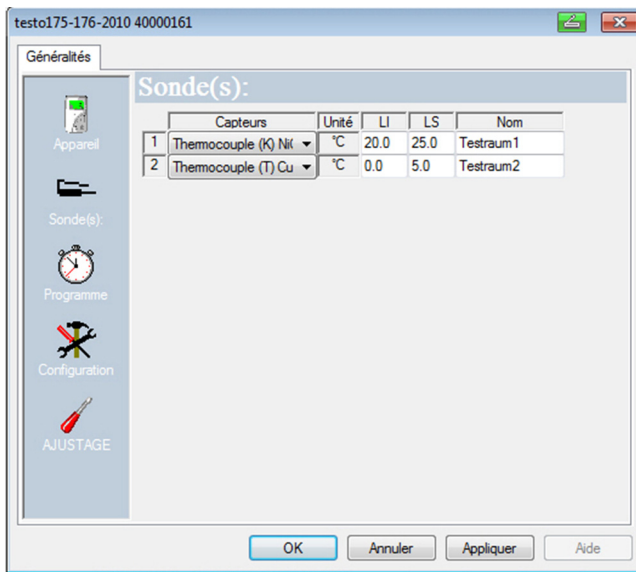 testo175-176-2010 40000161
Généralités
Appareil
Sonde(s):
Programme
Configuration
AJUSTAGE
Sonde(s):
Capteurs Unité LI LS Nom
1 Thermocouple (K) Ni( °C 20.0 25.0 Testraum1
2 Thermocouple (T) Cu °C 0.0 5.0 Testraum2
OK Annuler Appliquer Aide